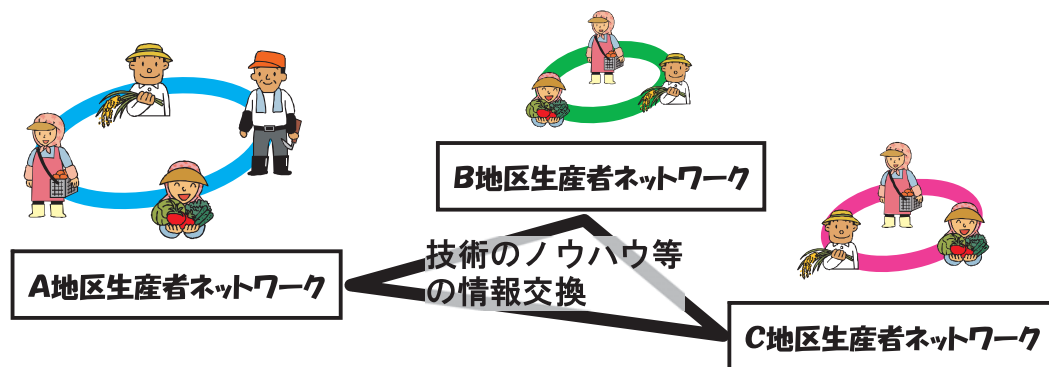 B地区生産者ネットワーク
技術のノウハウ等
の情報交換
A地区生産者ネットワーク
C地区生産者ネットワーク